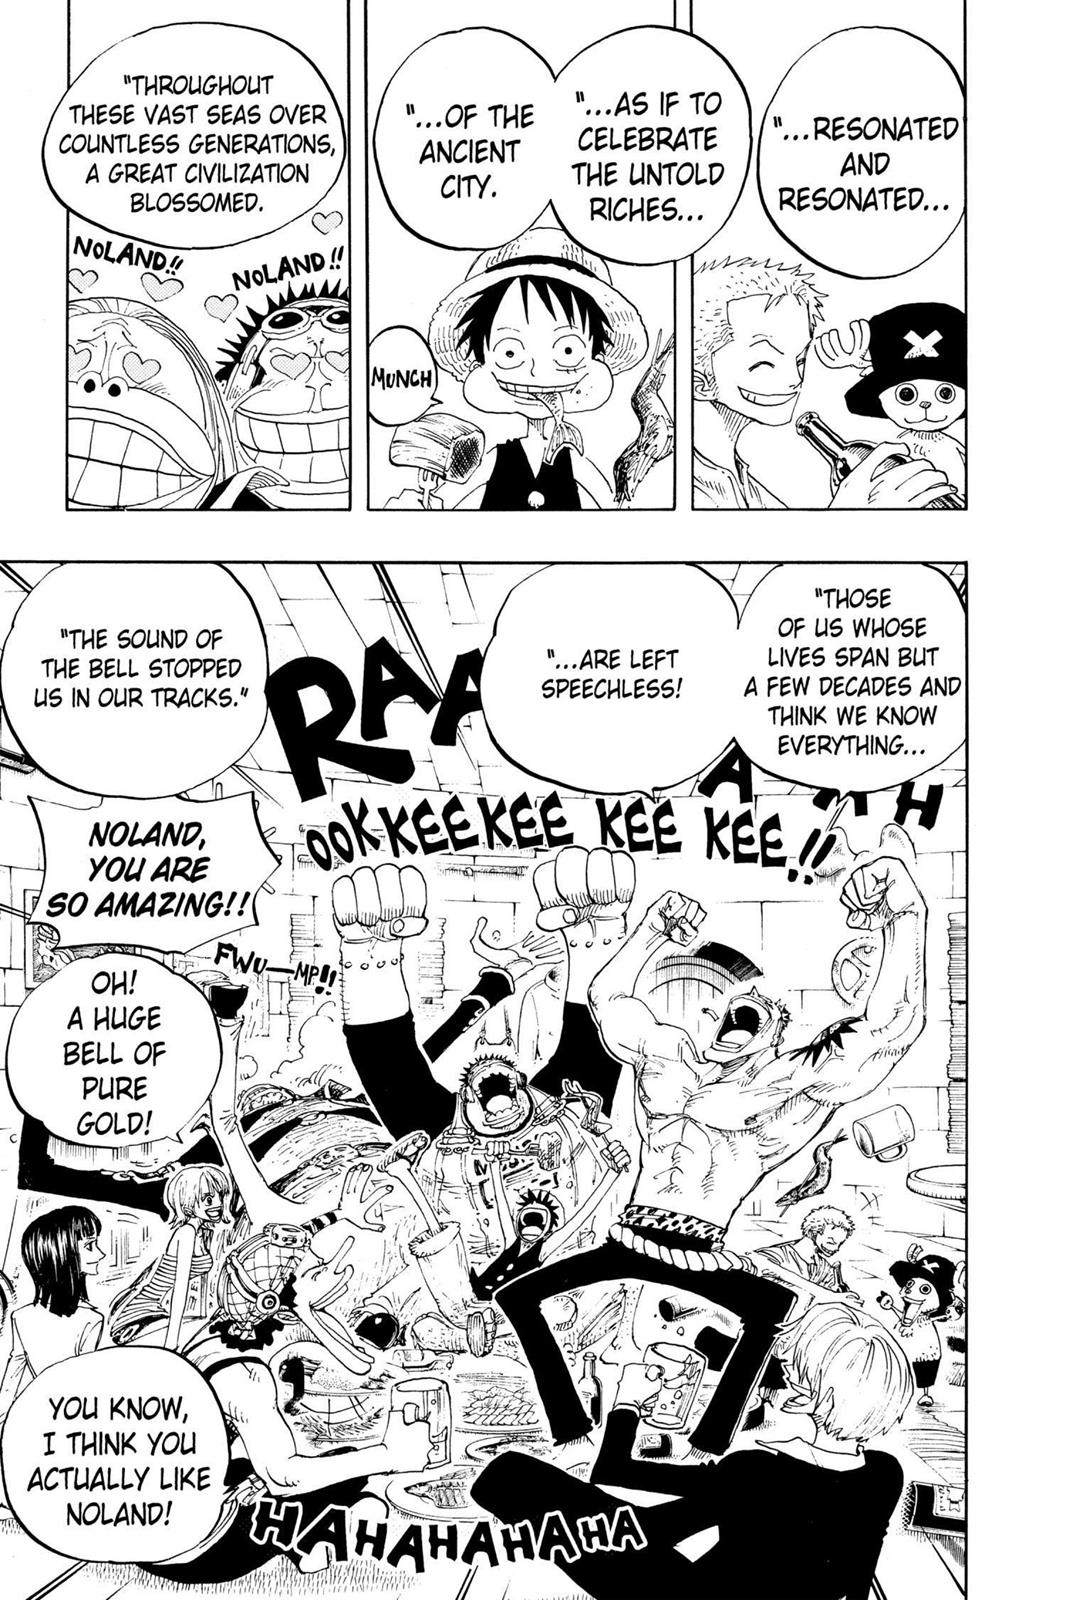 "...RESONATED
AND
RESONATED...
"...AS IF TO
CELEBRATE
THE UNTOLD
RICHES...
"...OF THE
ANCIENT
CITY.
MUNCH
"THROUGHOUT
THESE VAST SEAS OVER
COUNTLESS GENERATIONS,
A GREAT CIVILIZATION
BLOSSOMED.
NOLAND!!
NOLAND!!
"THOSE
OF US WHOSE
LIVES SPAN BUT
A FEW DECADES AND
THINK WE KNOW
EVERYTHING...
"...ARE LEFT
SPEECHLESS!
"THE SOUND OF
THE BELL STOPPED
US IN OUR TRACKS."
OOKKEEKEE KEE KEE!!
NOLAND,
YOU ARE
SO AMAZING!!
FWU—MP!!
OH!
A HUGE
BELL OF
PURE
GOLD!
YOU KNOW,
I THINK YOU
ACTUALLY LIKE
NOLAND!
HAHAHAHAHA